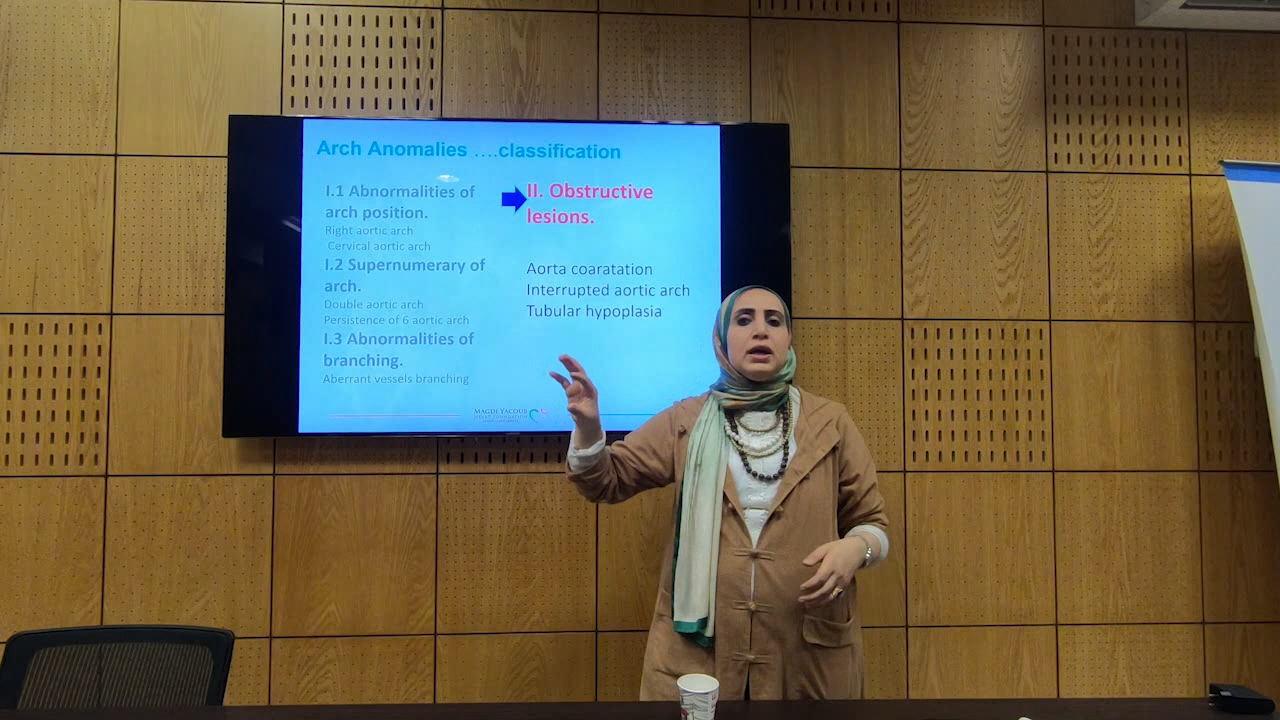 Arch Anomalies ....classification
I.1 Abnormalities of
arch position.
Right aortic arch
Cervical aortic arch
I.2 Supernumerary of
arch.
Double aortic arch
Persistence of 6 aortic arch
I.3 Abnormalities of
branching.
Aberrant vessels branching
II. Obstructive
lesions.
Aorta coaratation
Interrupted aortic arch
Tubular hypoplasia
MAGDI YACOUB
HEART FOUNDATION